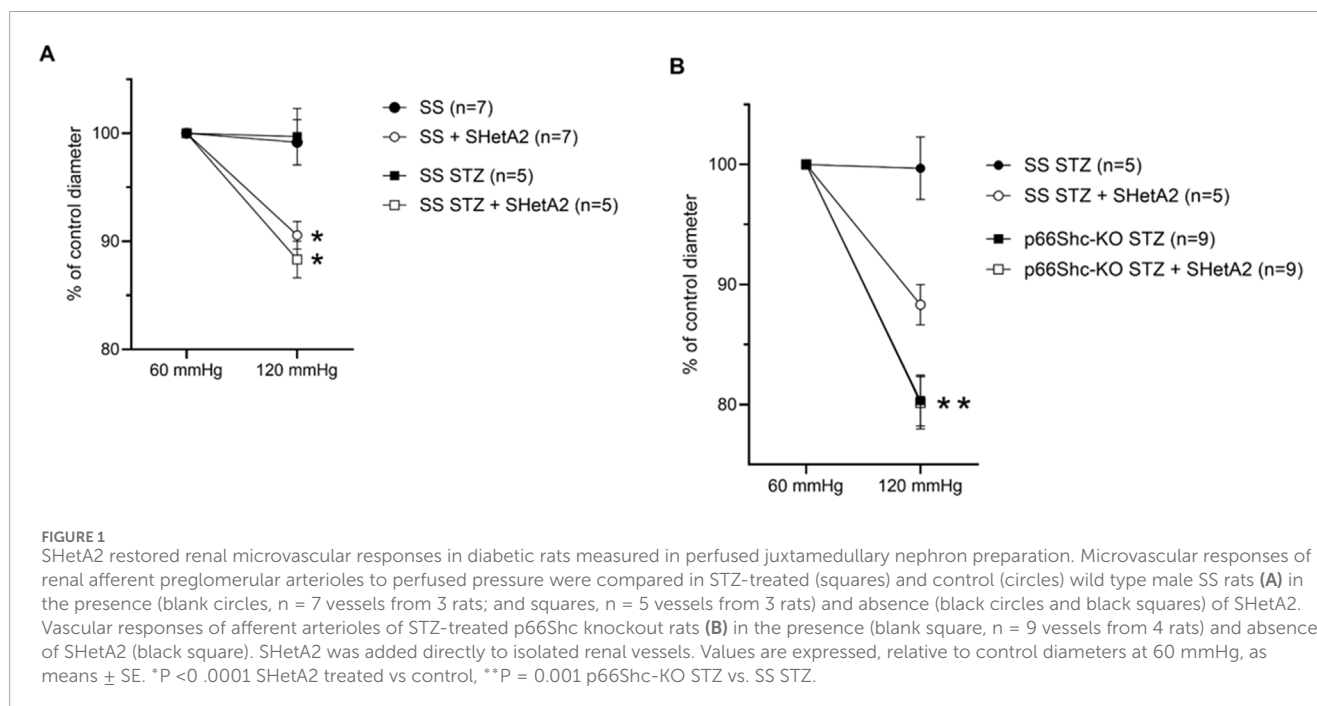 A
% of control diameter
100
90
80
60 mmHg
120 mmHg
*
*
SS (n=7)
SS + SHetA2 (n=7)
SS STZ (n=5)
SS STZ + SHetA2 (n=5)
B
% of control diameter
100
90
80
60 mmHg
120 mmHg
**
SS STZ (n=5)
SS STZ + SHetA2 (n=5)
p66Shc-KO STZ (n=9)
p66Shc-KO STZ + SHetA2 (n=9)
FIGURE 1
SHetA2 restored renal microvascular responses in diabetic rats measured in perfused juxtamedullary nephron preparation. Microvascular responses of
renal afferent preglomerular arterioles to perfused pressure were compared in STZ-treated (squares) and control (circles) wild type male SS rats (A) in
the presence (blank circles, n = 7 vessels from 3 rats; and squares, n = 5 vessels from 3 rats) and absence (black circles and black squares) of SHetA2.
Vascular responses of afferent arterioles of STZ-treated p66Shc knockout rats (B) in the presence (blank square, n = 9 vessels from 4 rats) and absence
of SHetA2 (black square). SHetA2 was added directly to isolated renal vessels. Values are expressed, relative to control diameters at 60 mmHg, as
means ± SE. *P <0 .0001 SHetA2 treated vs control, **P = 0.001 p66Shc-KO STZ vs. SS STZ.